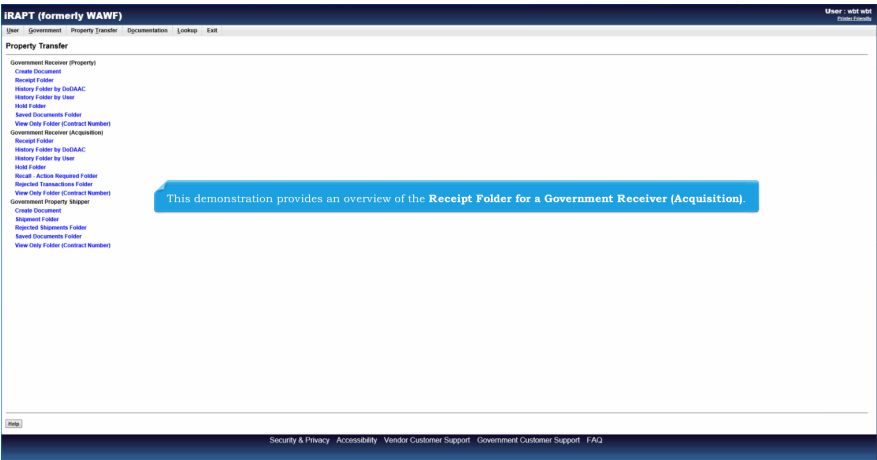 iRAPT (formerly WAWF)
User : wbt wbt
Printer Friendly
User Government Property Transfer Documentation Lookup Exit
Property Transfer
Government Receiver (Property)
Create Document
Receipt Folder
History Folder by DoDAAC
History Folder by User
Hold Folder
Saved Documents Folder
View Only Folder (Contract Number)
Government Receiver (Acquisition)
Receipt Folder
History Folder by DoDAAC
History Folder by User
Hold Folder
Recall - Action Required Folder
Rejected Transactions Folder
View Only Folder (Contract Number)
Government Property Shipper
Create Document
Shipment Folder
Rejected Shipments Folder
Saved Documents Folder
View Only Folder (Contract Number)
This demonstration provides an overview of the Receipt Folder for a Government Receiver (Acquisition).
Help
Security & Privacy Accessibility Vendor Customer Support Government Customer Support FAQ